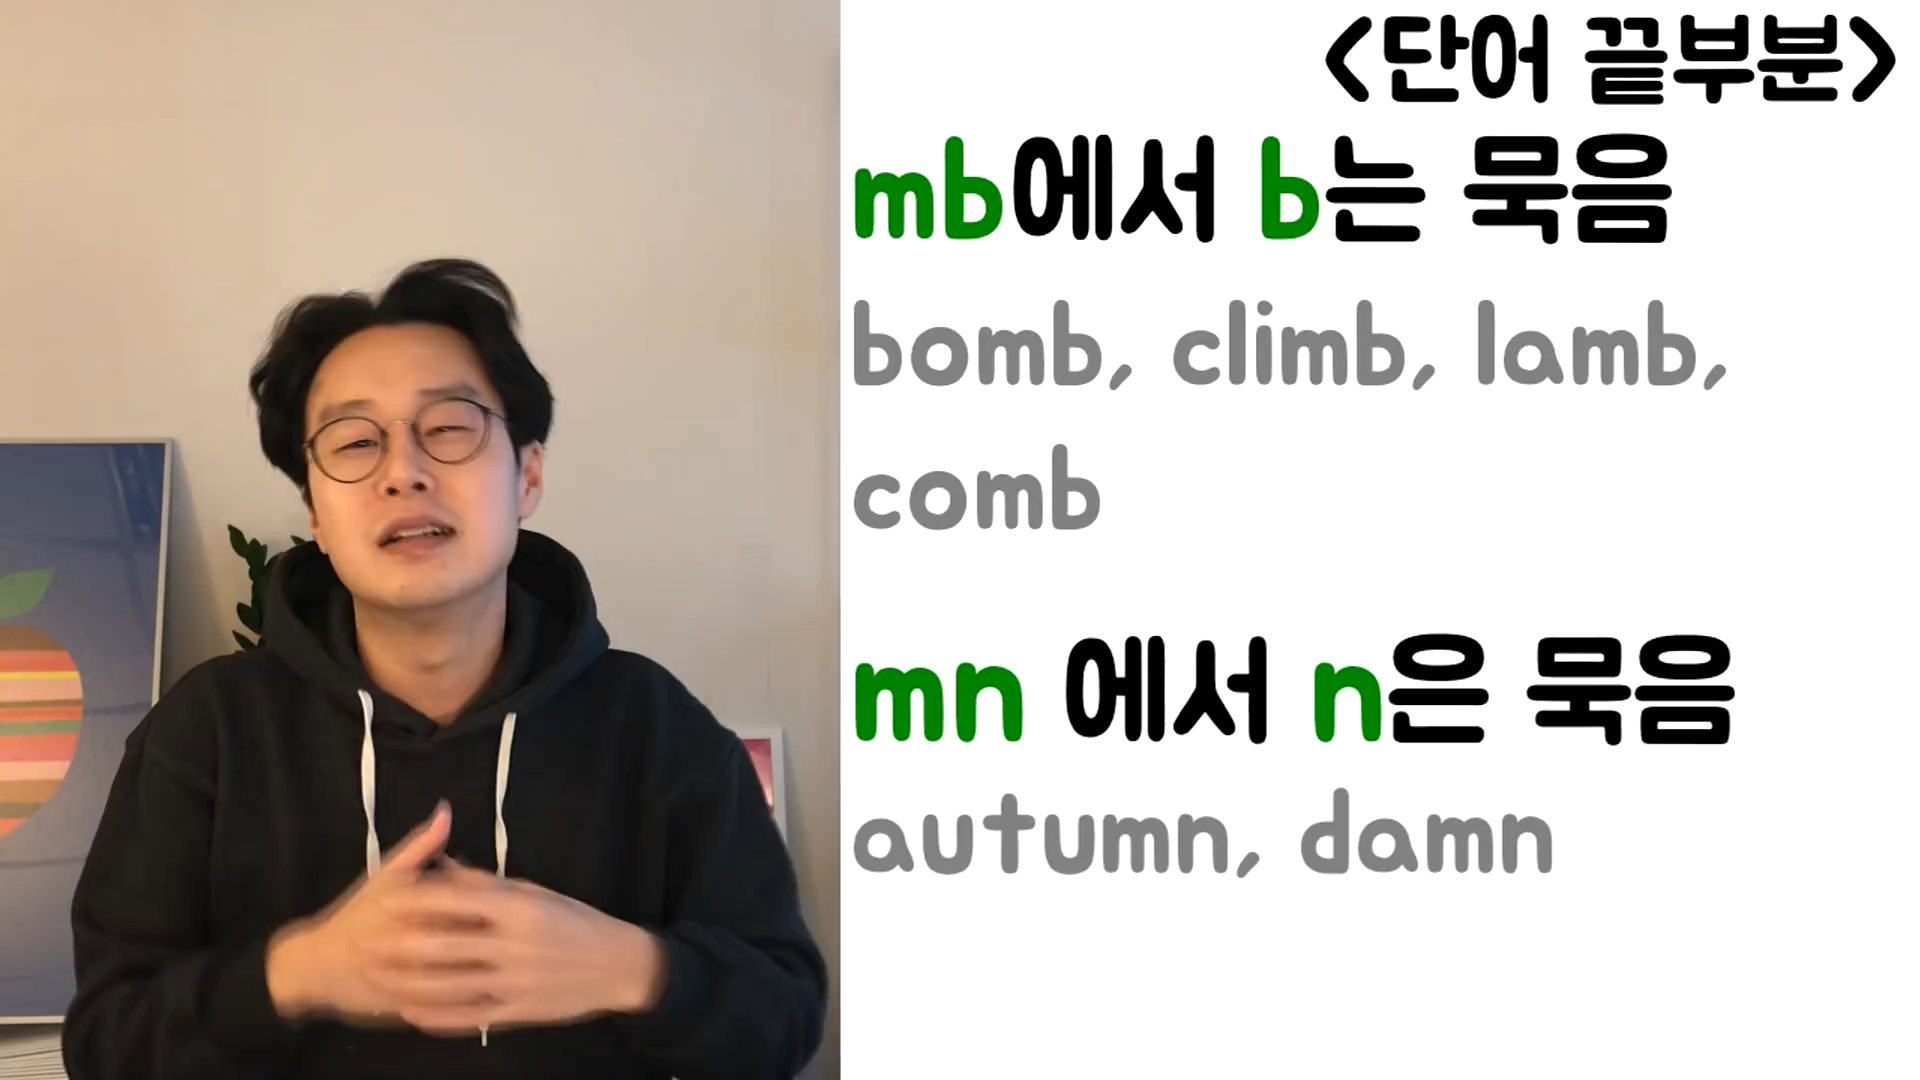 <단어 끝부분>
mb에서 b는 묵음
bomb, climb, lamb,
comb
mn 에서 n은 묵음
autumn, damn